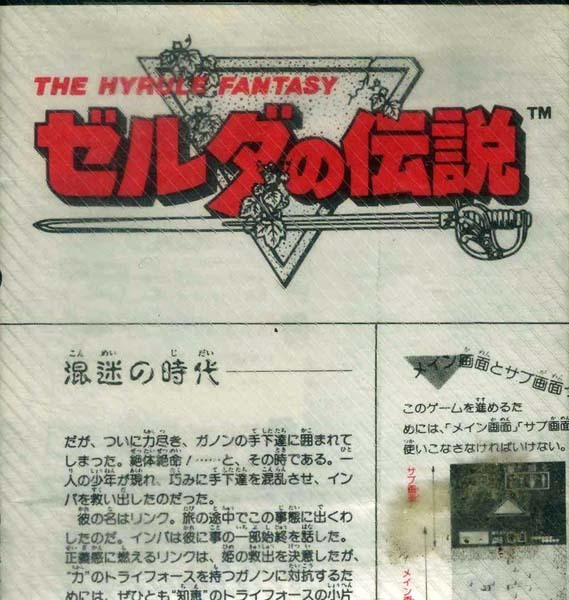 THE HYRULE FANTASY
ゼルダの伝説
TM
混迷の時代
だが、ついに力尽き、ガノンの手下達に囲まれて
しまった。絶体絶命!……と、その時である。一
人の少年が現れ、巧みに手下達を混乱させ、イン
パを救い出したのだった。
彼の名はリンク。旅の途中でこの事態に出くわ
したのだ。インパは彼に事の一部始終を話した。
正義感に燃えるリンクは、姫の救出を決意したが、
“力”のトライフォースを持つガノンに対抗するた
めには、ぜひとも“知恵”のトライフォースの小片
メイン画面とサブ画面
このゲームを進めるた
めには、「メイン画面」「サブ画面
使いこなさなければいけない。
サブ画面
メイン画